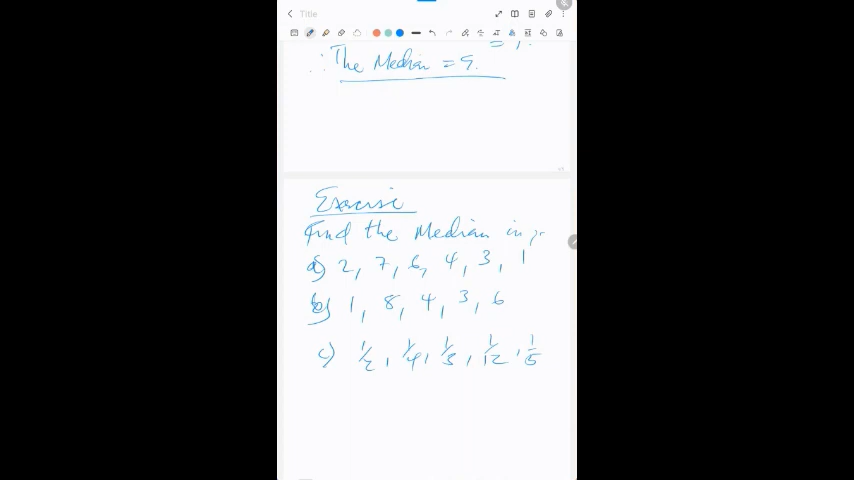 Title
∴ The Median = 9.
Exercise
Find the Median in
a) 2, 7, 6, 4, 3, 1
b) 1, 8, 4, 3, 6
c) 1/2, 1/4, 1/3, 1/12, 1/5